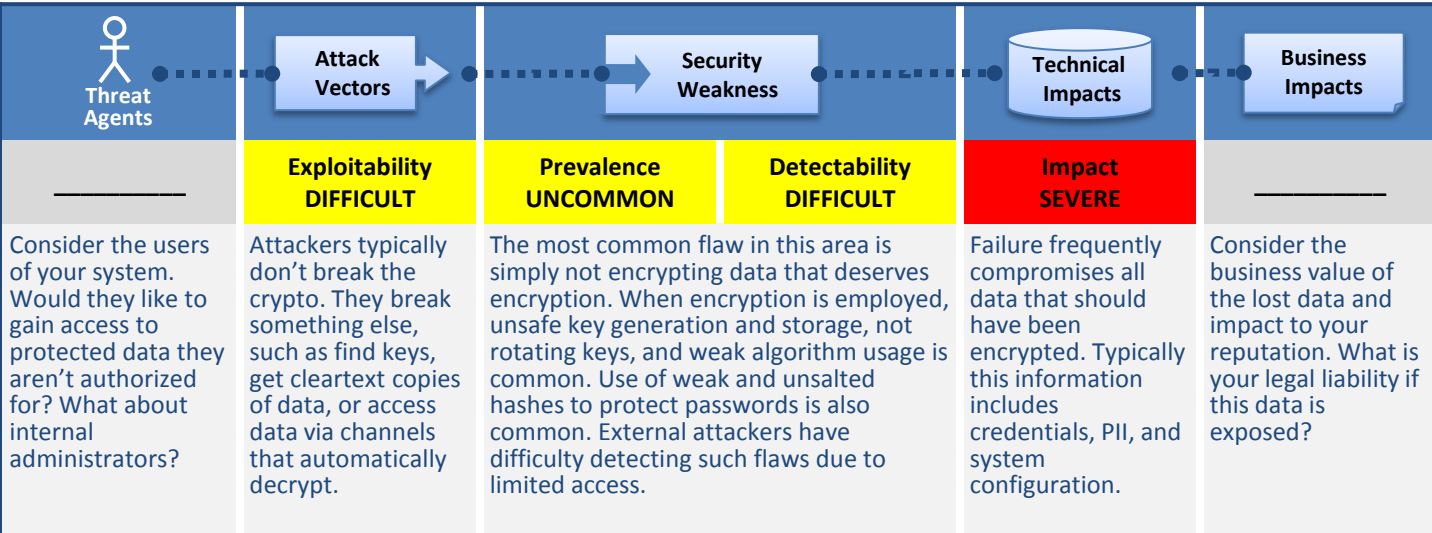 Threat
Agents
Attack
Vectors
Security
Weakness
Technical
Impacts
Business
Impacts
__________
Exploitability
DIFFICULT
Prevalence
UNCOMMON
Detectability
DIFFICULT
Impact
SEVERE
__________
Consider the users
of your system.
Would they like to
gain access to
protected data they
aren’t authorized
for? What about
internal
administrators?
Attackers typically
don’t break the
crypto. They break
something else,
such as find keys,
get cleartext copies
of data, or access
data via channels
that automatically
decrypt.
The most common flaw in this area is
simply not encrypting data that deserves
encryption. When encryption is employed,
unsafe key generation and storage, not
rotating keys, and weak algorithm usage is
common. Use of weak and unsalted
hashes to protect passwords is also
common. External attackers have
difficulty detecting such flaws due to
limited access.
Failure frequently
compromises all
data that should
have been
encrypted. Typically
this information
includes
credentials, PII, and
system
configuration.
Consider the
business value of
the lost data and
impact to your
reputation. What is
your legal liability if
this data is
exposed?